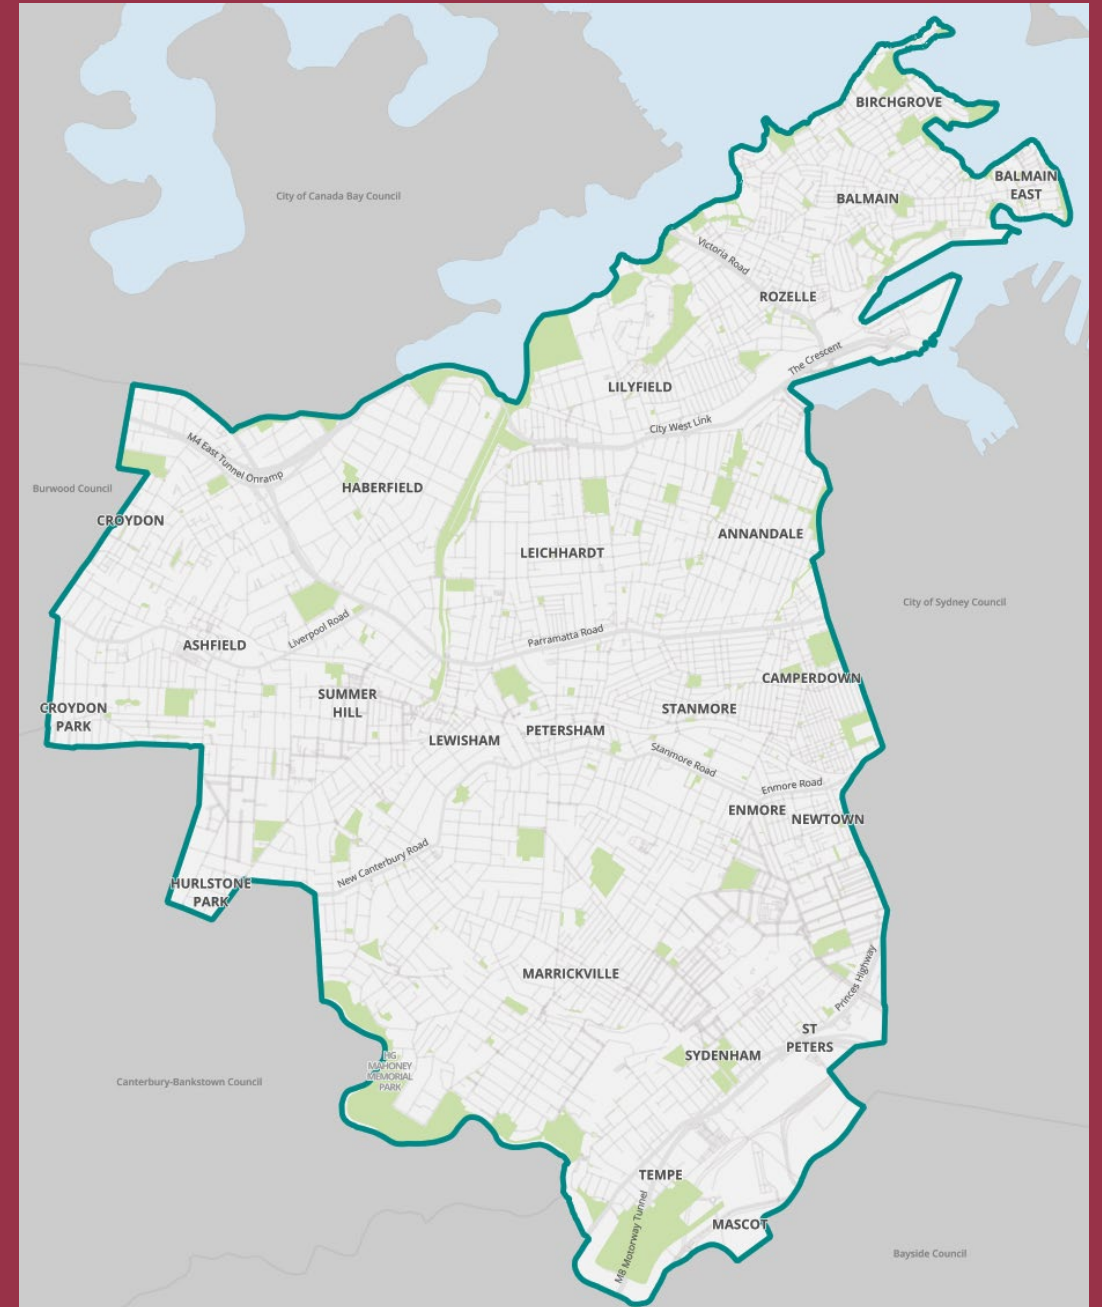 BIRCHGROVE
BALMAIN
EAST
City of Canada Bay Council
BALMAIN
Victoria Road
ROZELLE
The Crescent
LILYFIELD
City West Link
M4 East Tunnel Onramp
Burwood Council
HABERFIELD
CROYDON
ANNANDALE
LEICHHARDT
City of Sydney Council
Liverpool Road
Parramatta Road
ASHFIELD
CAMPERDOWN
SUMMER
HILL
CROYDON
PARK
STANMORE
PETERSHAM
LEWISHAM
Stanmore Road
Enmore Road
ENMORE
NEWTOWN
New Canterbury Road
HURLSTONE
PARK
MARRICKVILLE
Princes Highway
ST
PETERS
SYDENHAM
HG
MAHONEY
MEMORIAL
PARK
Canterbury-Bankstown Council
TEMPE
M8 Motorway Tunnel
MASCOT
Bayside Council